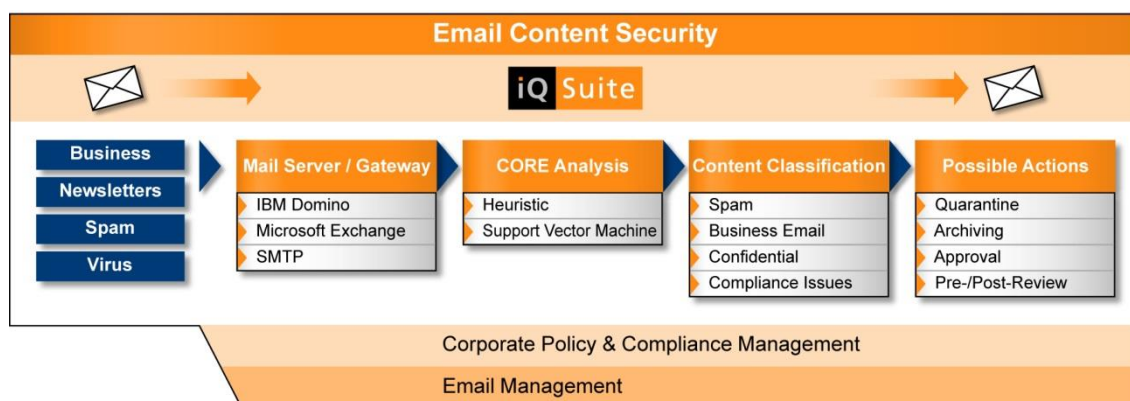 Email Content Security
iQ Suite
Business
Newsletters
Spam
Virus
Mail Server / Gateway
IBM Domino
Microsoft Exchange
SMTP
CORE Analysis
Heuristic
Support Vector Machine
Content Classification
Spam
Business Email
Confidential
Compliance Issues
Possible Actions
Quarantine
Archiving
Approval
Pre-/Post-Review
Corporate Policy & Compliance Management
Email Management